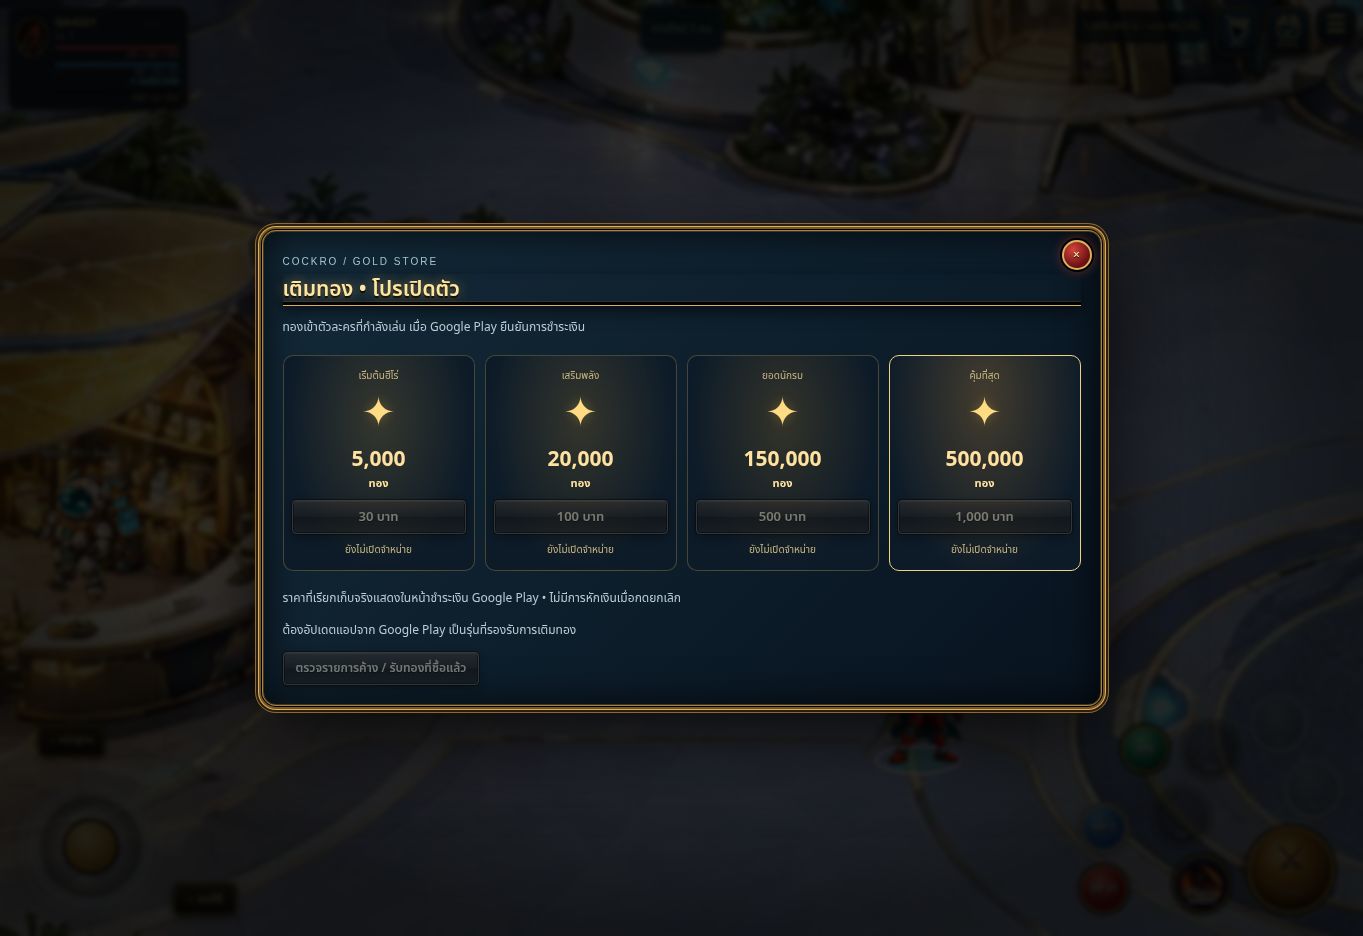 COCKRO / GOLD STORE
×
เติมทอง • โปรเปิดตัว
ทองเข้าตัวละครที่กำลังเล่น เมื่อ Google Play ยืนยันการชำระเงิน
เริ่มต้นฮีโร่
5,000
ทอง
30 บาท
ยังไม่เปิดจำหน่าย
เสริมพลัง
20,000
ทอง
100 บาท
ยังไม่เปิดจำหน่าย
ยอดนักรบ
150,000
ทอง
500 บาท
ยังไม่เปิดจำหน่าย
คุ้มที่สุด
500,000
ทอง
1,000 บาท
ยังไม่เปิดจำหน่าย
ราคาที่เรียกเก็บจริงแสดงในหน้าชำระเงิน Google Play • ไม่มีการหักเงินเมื่อกดยกเลิก
ต้องอัปเดตแอปจาก Google Play เป็นรุ่นที่รองรับการเติมทอง
ตรวจรายการค้าง / รับทองที่ซื้อแล้ว